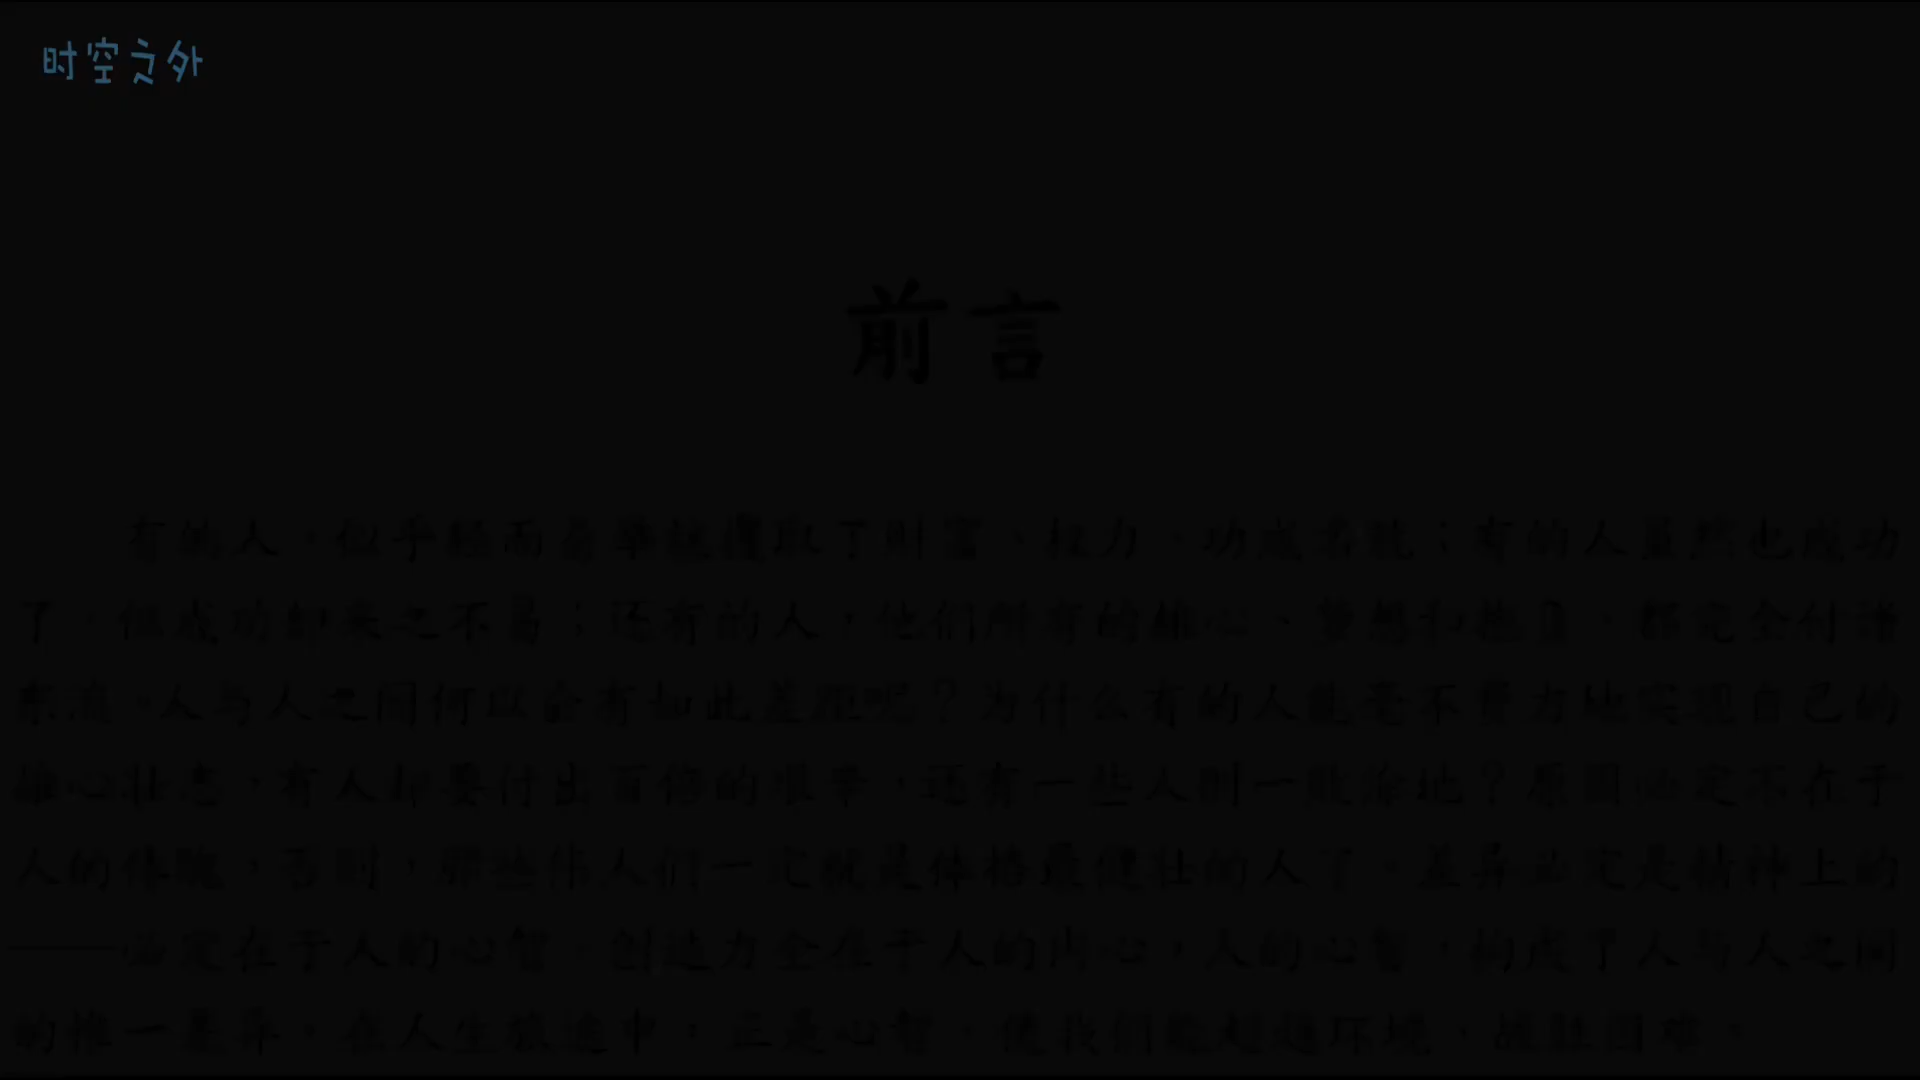 时空之外
前言
有的人，似乎轻而易举就攫取了财富、权力，功成名就；有的人虽然也成功
了，但成功却来之不易；还有的人，他们所有的雄心、梦想和抱负，都完全付诸
东流。人与人之间何以会有如此差距呢？为什么有的人能毫不费力地实现自己的
雄心壮志，有人却要付出百倍的艰辛，还有一些人则一败涂地？原因必定不在于
人的体魄，否则，那些伟人们一定就是体格最健壮的人了。差异必定是精神上的
——必定在于人的心智。创造力全在于人的内心，人的心智，构成了人与人之间
的惟一差异。在人生旅途中，正是心智，使我们能超越环境、战胜困难。